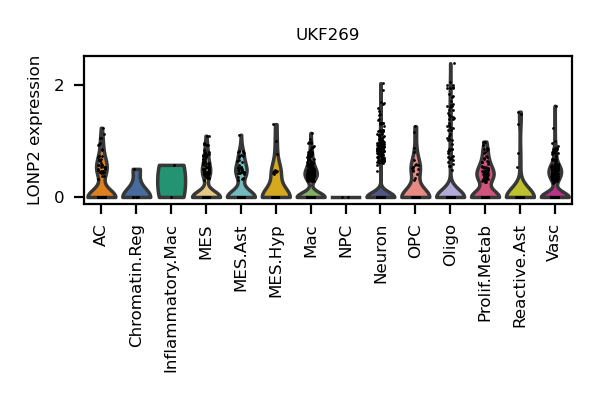 UKF269
LONP2 expression
2
0
AC
Chromatin.Reg
Inflammatory.Mac
MES
MES.Ast
MES.Hyp
Mac
NPC
Neuron
OPC
Oligo
Prolif.Metab
Reactive.Ast
Vasc